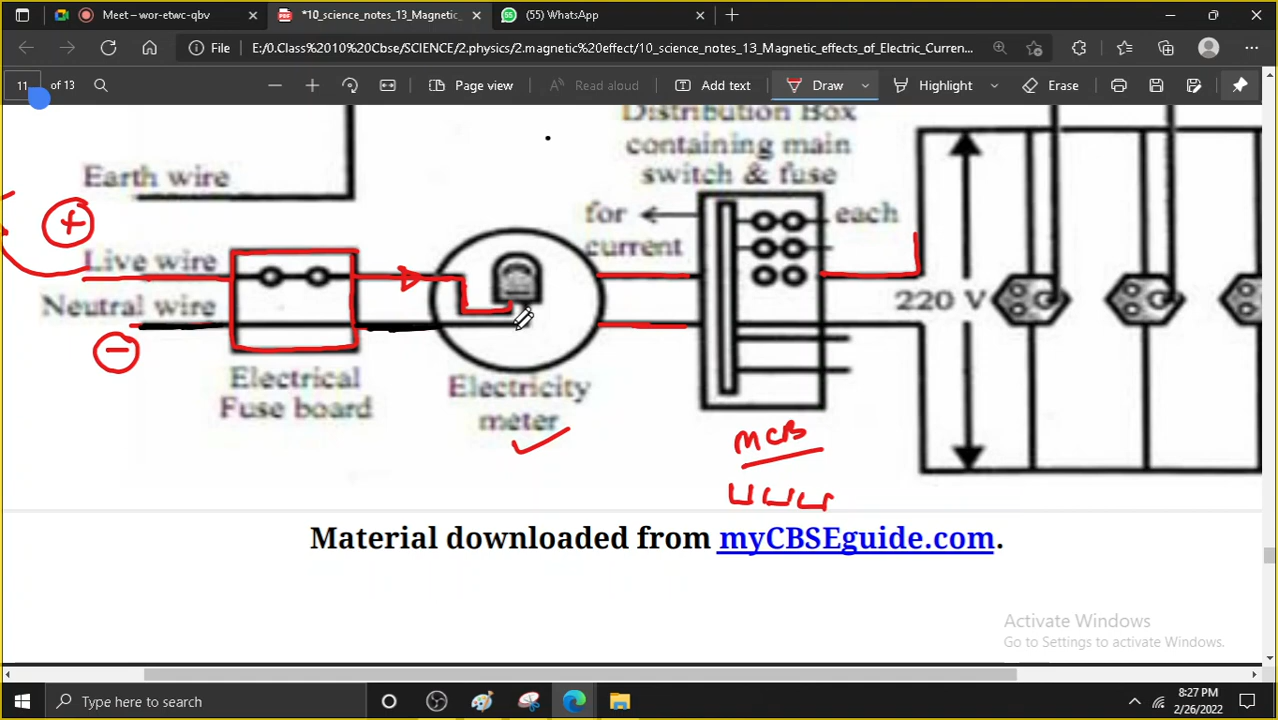 Meet – wor-etwc-qbv
*10_science_notes_13_Magnetic_
(55) WhatsApp
File
E:/0.Class%2010%20Cbse/SCIENCE/2.physics/2.magnetic%20effect/10_science_notes_13_Magnetic_effects_of_Electric_Curren...
11 of 13
Page view
Read aloud
Add text
Draw
Highlight
Erase
Distribution Box
containing main
switch & fuse
Earth wire
for
each
current
+
Live wire
Neutral wire
220 V
−
Electrical
Fuse board
Electricity
meter
MCB
Material downloaded from myCBSEguide.com.
Activate Windows
Go to Settings to activate Windows.
Type here to search
8:27 PM
2/26/2022